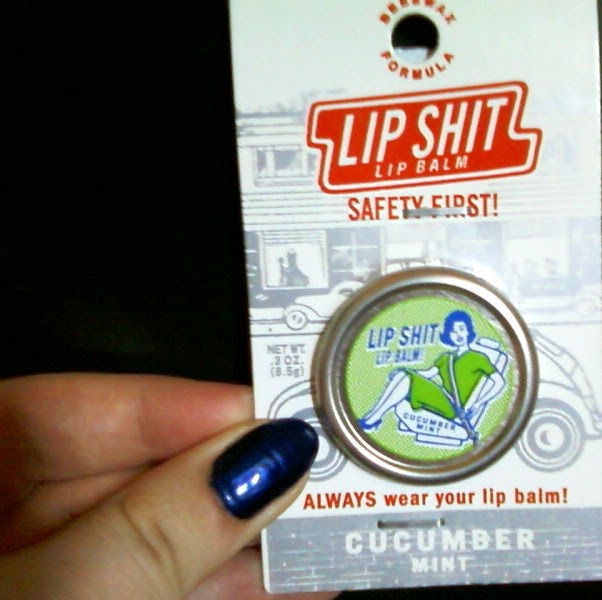 BEESWAX
FORMULA
LIP SHIT
LIP BALM
SAFETY FIRST!
NET WT.
.3 OZ.
(8.5g)
LIP SHIT
LIP BALM
CUCUMBER
MINT
ALWAYS wear your lip balm!
CUCUMBER
MINT